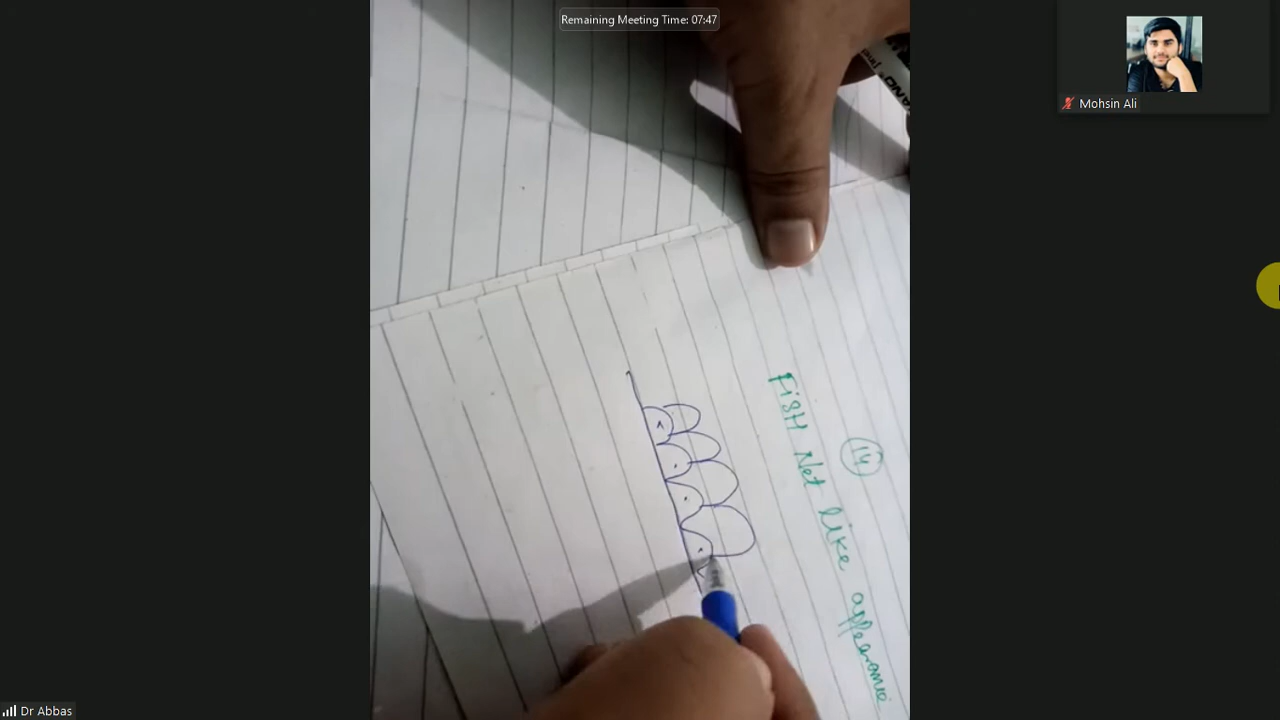 Remaining Meeting Time: 07:47
Mohsin Ali
14
FISH Net like appearance
Dr Abbas